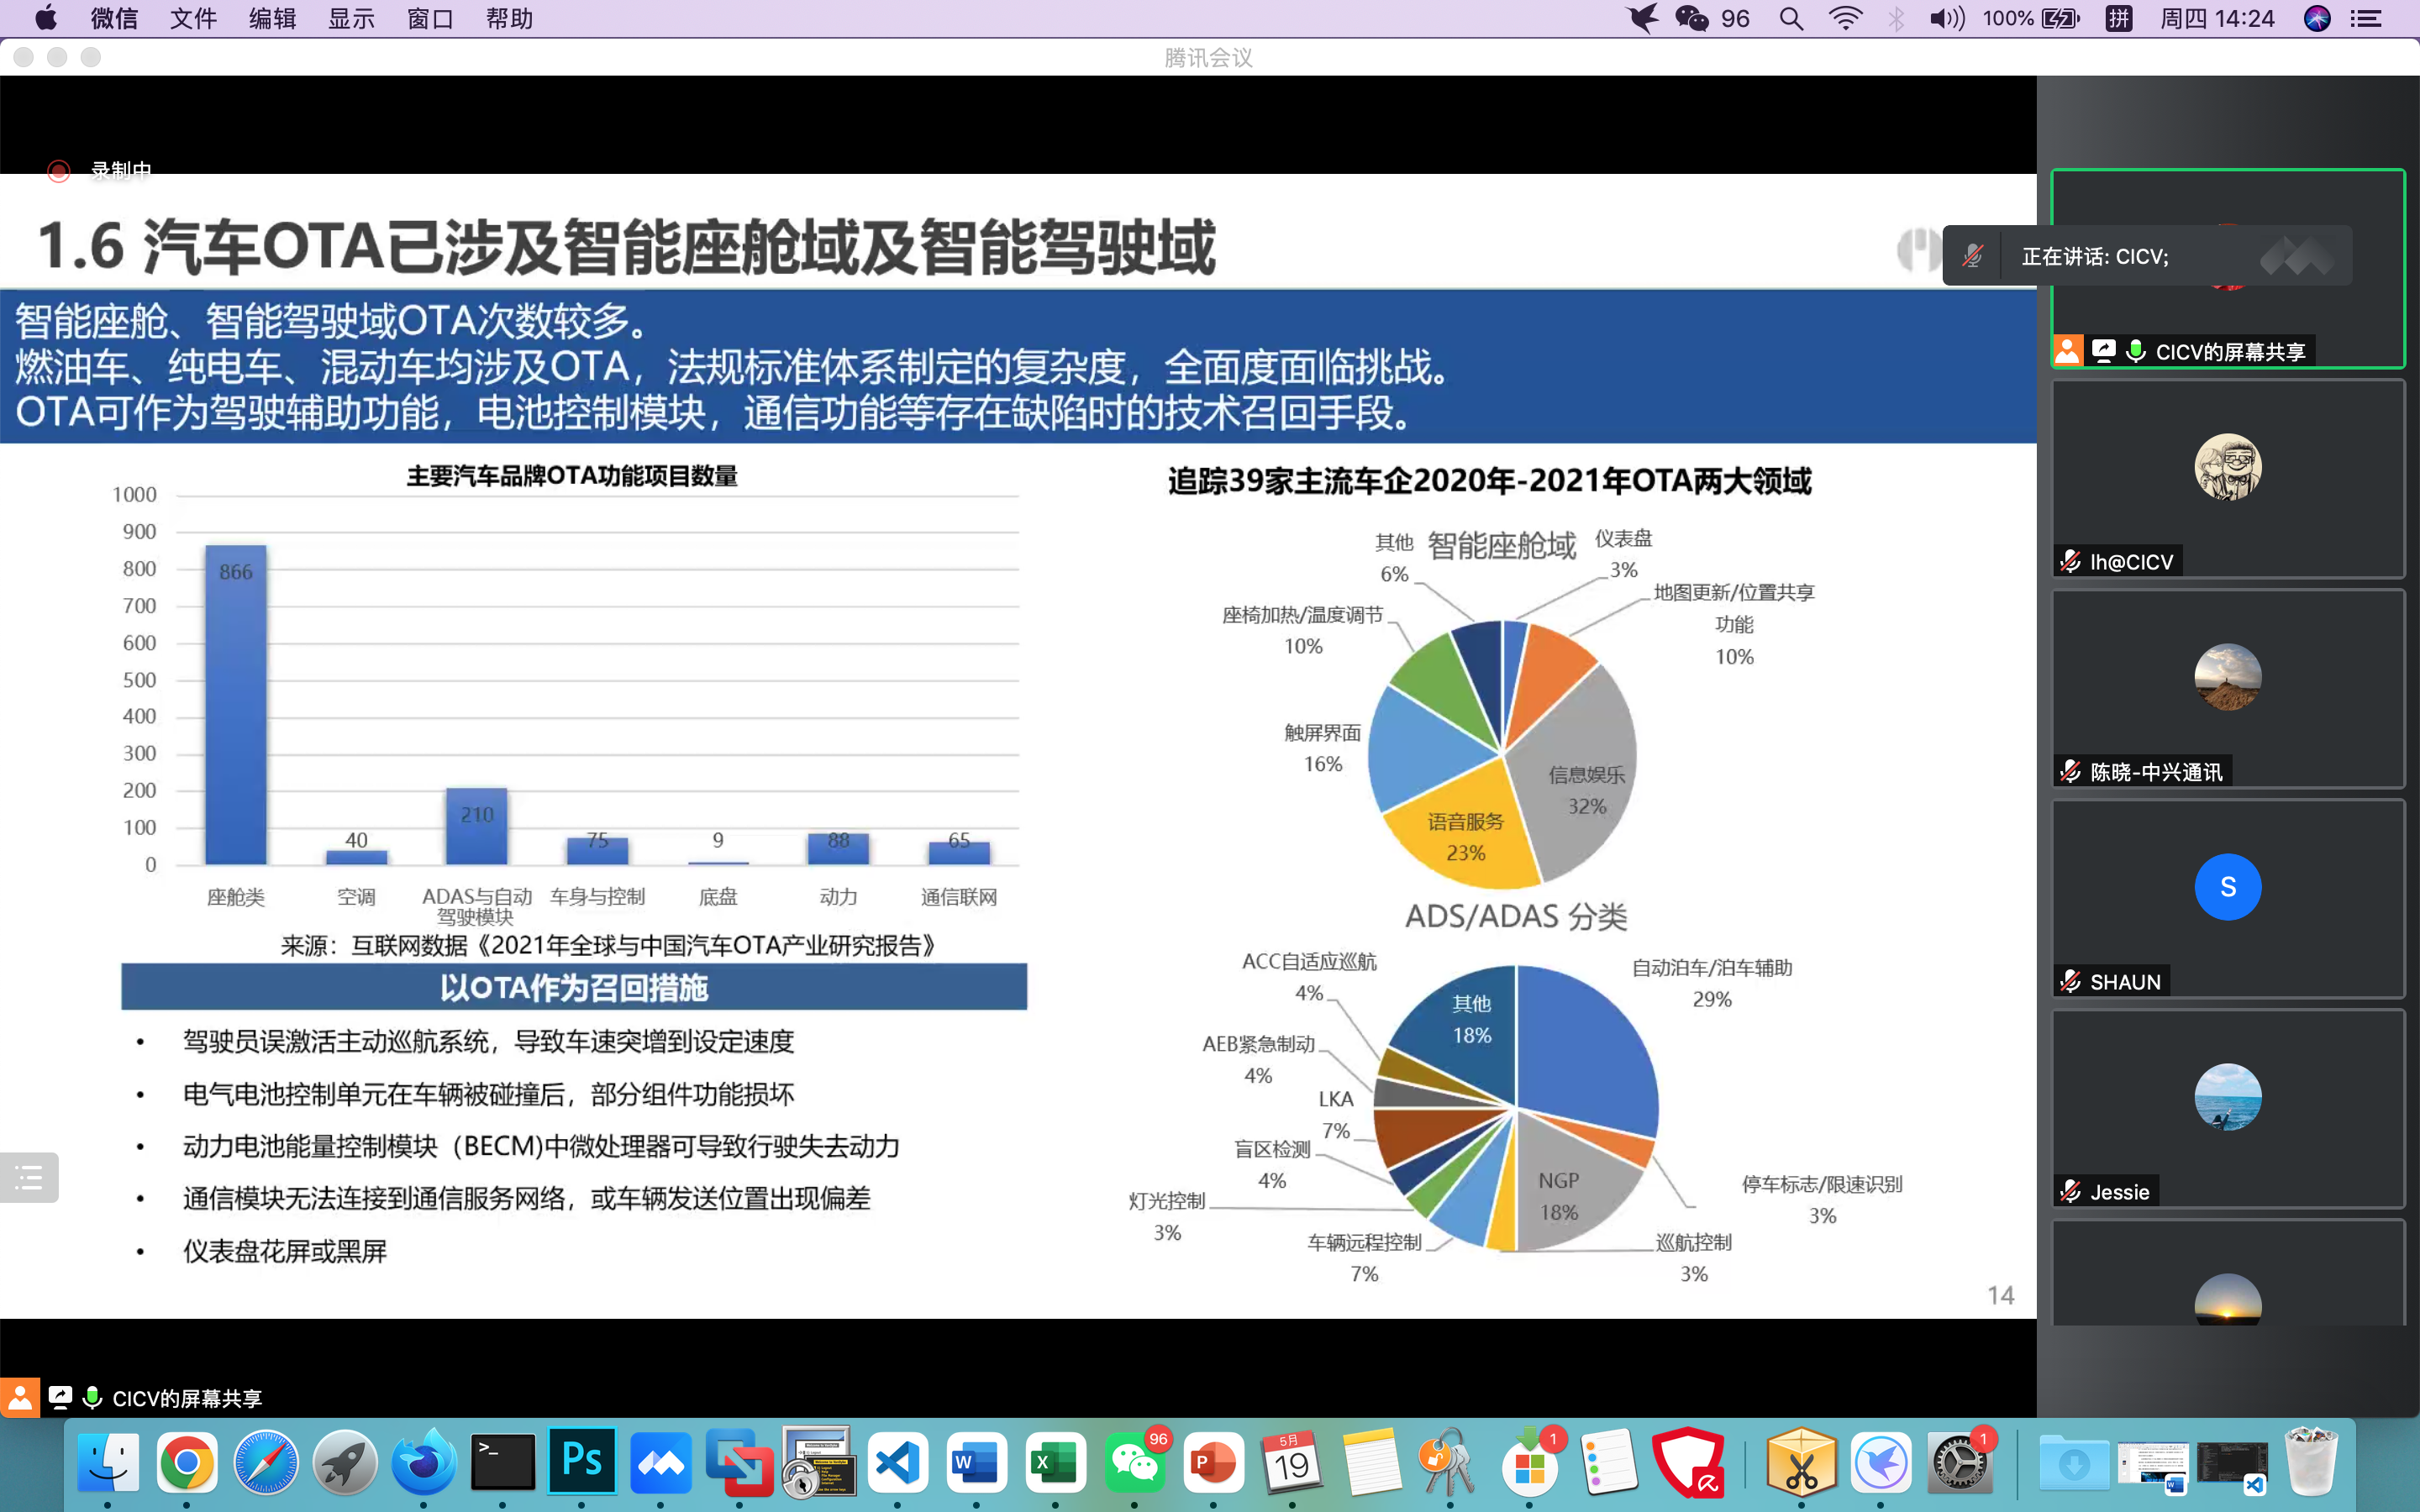 微信 文件 编辑 显示 窗口 帮助 96 100% 拼 周四 14:24
腾讯会议
录制中
1.6 汽车OTA已涉及智能座舱域及智能驾驶域
正在讲话: CICV;
智能座舱、智能驾驶域OTA次数较多。
燃油车、纯电车、混动车均涉及OTA，法规标准体系制定的复杂度，全面度面临挑战。
OTA可作为驾驶辅助功能，电池控制模块，通信功能等存在缺陷时的技术召回手段。
主要汽车品牌OTA功能项目数量
1000
900
800
700
600
500
400
300
200
100
0
866
40
210
75
9
88
65
座舱类
空调
ADAS与自动
驾驶模块
车身与控制
底盘
动力
通信联网
来源：互联网数据《2021年全球与中国汽车OTA产业研究报告》
以OTA作为召回措施
• 驾驶员误激活主动巡航系统，导致车速突增到设定速度
• 电气电池控制单元在车辆被碰撞后，部分组件功能损坏
• 动力电池能量控制模块（BECM)中微处理器可导致行驶失去动力
• 通信模块无法连接到通信服务网络，或车辆发送位置出现偏差
• 仪表盘花屏或黑屏
追踪39家主流车企2020年-2021年OTA两大领域
智能座舱域
其他
6%
仪表盘
3%
地图更新/位置共享
功能
10%
座椅加热/温度调节
10%
触屏界面
16%
信息娱乐
32%
语音服务
23%
ADS/ADAS 分类
ACC自适应巡航
4%
其他
18%
自动泊车/泊车辅助
29%
AEB紧急制动
4%
LKA
7%
盲区检测
4%
灯光控制
3%
车辆远程控制
7%
NGP
18%
停车标志/限速识别
3%
巡航控制
3%
14
CICV的屏幕共享
lh@CICV
陈晓-中兴通讯
S
SHAUN
Jessie
CICV的屏幕共享
>_
Ps
W
X
96
P
5月
19
1
1